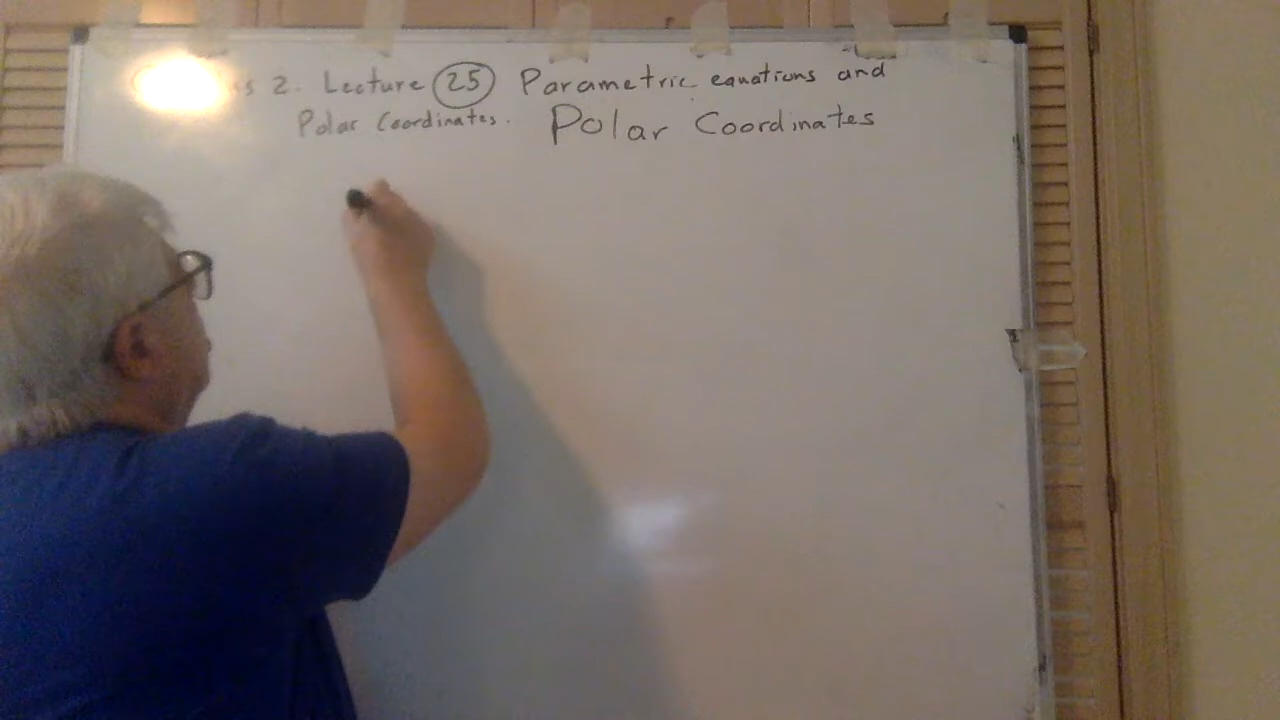 s 2. Lecture 25 Parametric equations and
Polar Coordinates. Polar Coordinates